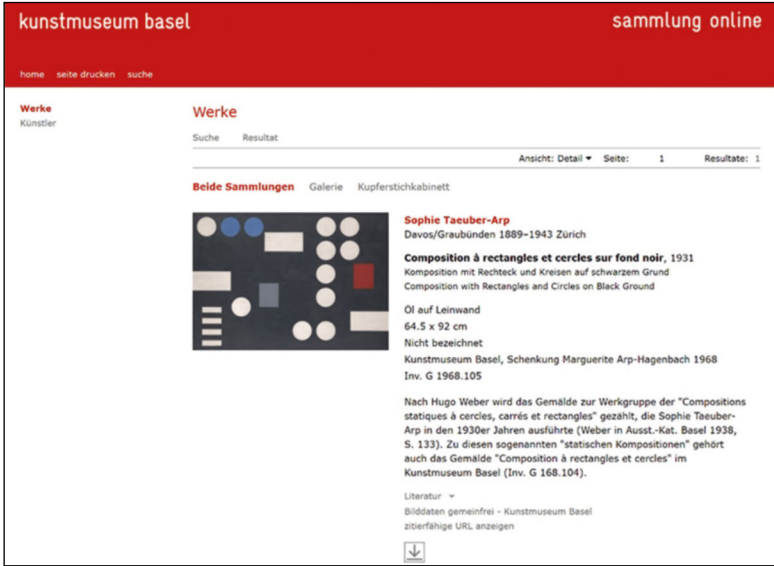 kunstmuseum basel
sammlung online
home seite drucken suche
Werke
Künstler
Werke
Suche Resultat
Ansicht: Detail ▾ Seite: 1 Resultate: 1
Beide Sammlungen Galerie Kupferstichkabinett
Sophie Taeuber-Arp
Davos/Graubünden 1889–1943 Zürich
Composition à rectangles et cercles sur fond noir, 1931
Komposition mit Rechteck und Kreisen auf schwarzem Grund
Composition with Rectangles and Circles on Black Ground
Öl auf Leinwand
64.5 x 92 cm
Nicht bezeichnet
Kunstmuseum Basel, Schenkung Marguerite Arp-Hagenbach 1968
Inv. G 1968.105
Nach Hugo Weber wird das Gemälde zur Werkgruppe der "Compositions
statiques à cercles, carrés et rectangles" gezählt, die Sophie Taeuber-
Arp in den 1930er Jahren ausführte (Weber in Ausst.-Kat. Basel 1938,
S. 133). Zu diesen sogenannten "statischen Kompositionen" gehört
auch das Gemälde "Composition à rectangles et cercles" im
Kunstmuseum Basel (Inv. G 168.104).
Literatur ▾
Bilddaten gemeinfrei - Kunstmuseum Basel
zitierfähige URL anzeigen